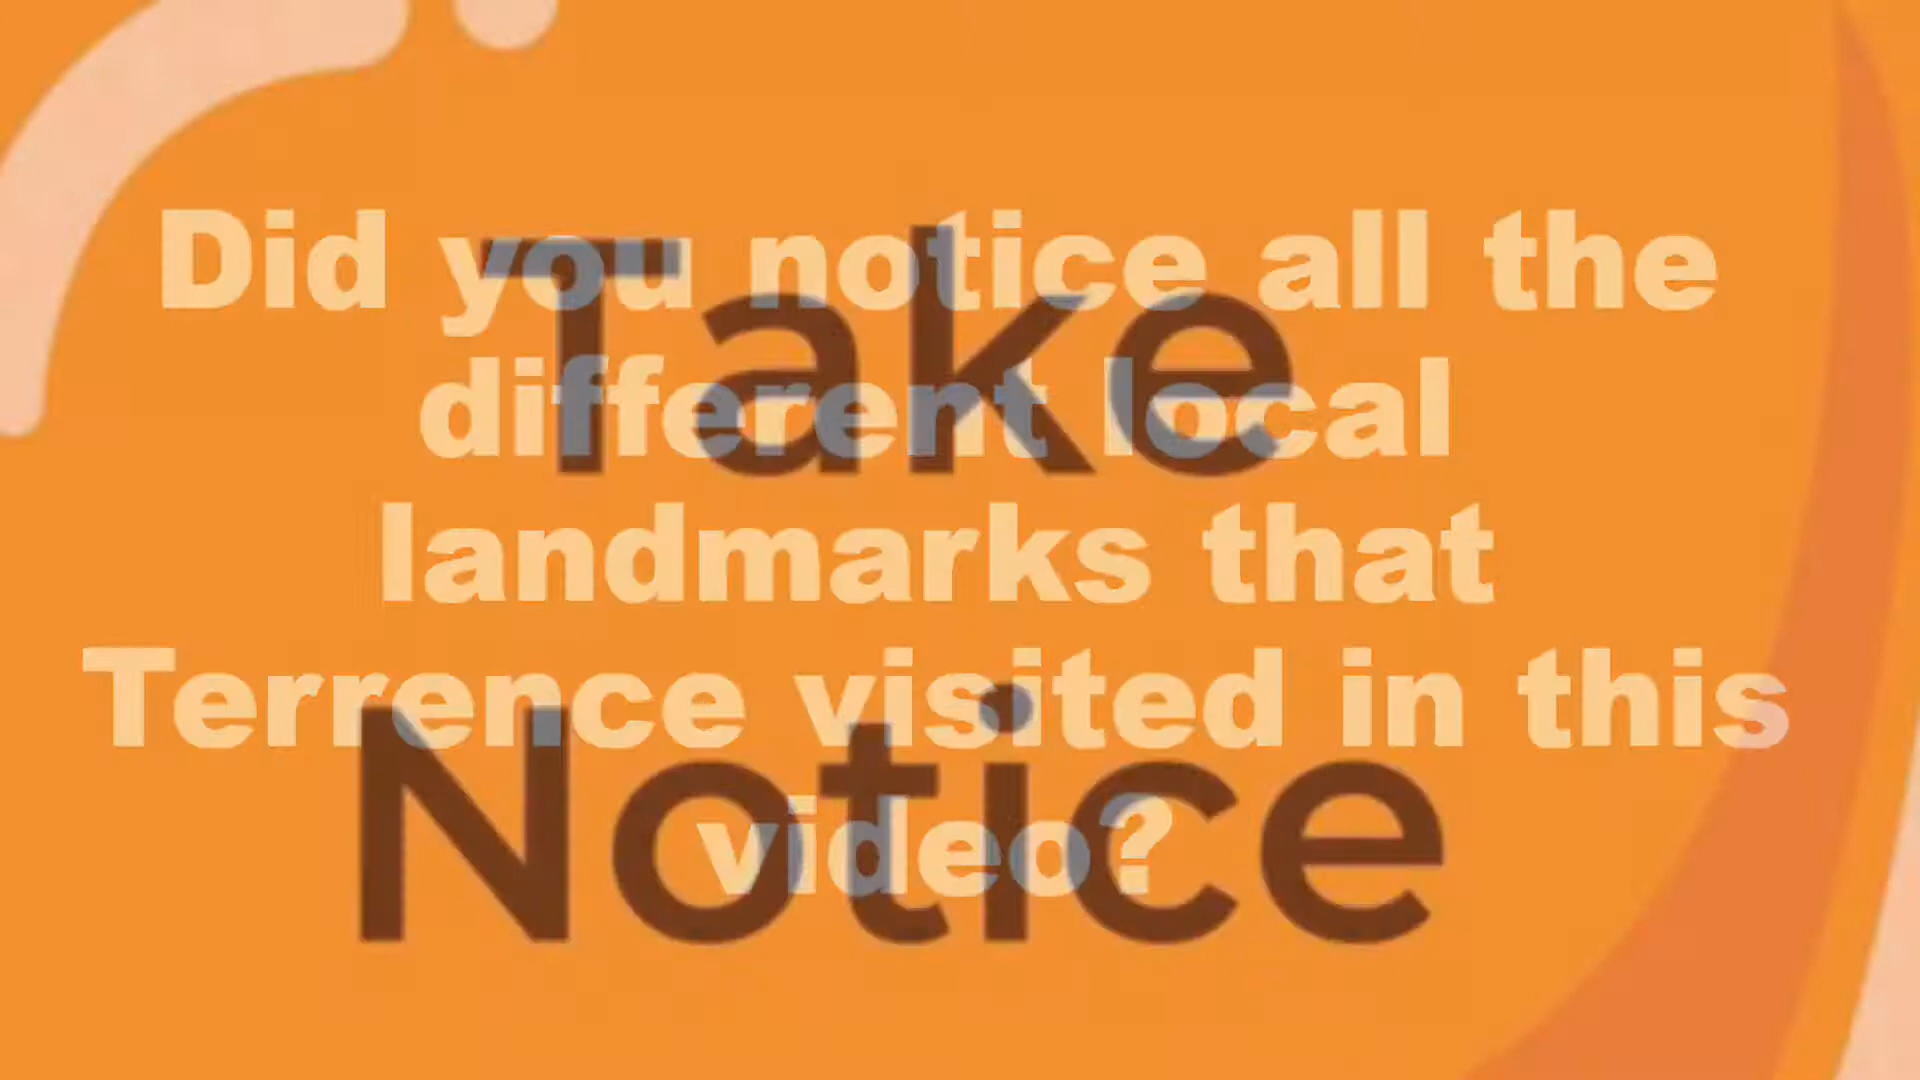 Did you notice all the
different local
landmarks that
Terrence visited in this
video?
Take
Notice